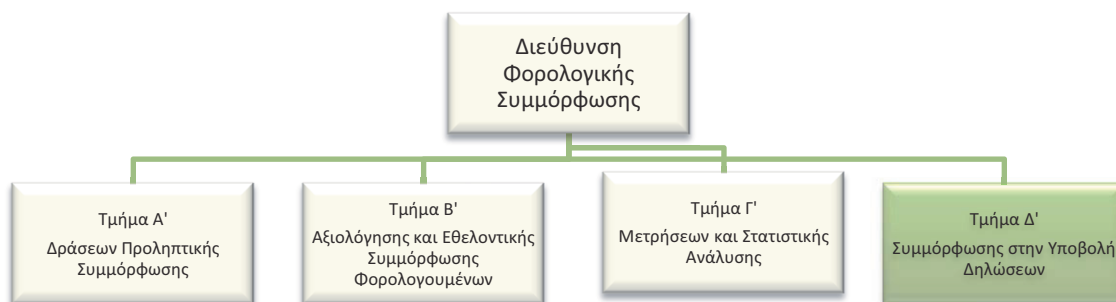 Διεύθυνση
Φορολογικής
Συμμόρφωσης
Τμήμα Α'
Δράσεων Προληπτικής
Συμμόρφωσης
Τμήμα Β'
Αξιολόγησης και Εθελοντικής
Συμμόρφωσης
Φορολογουμένων
Τμήμα Γ'
Μετρήσεων και Στατιστικής
Ανάλυσης
Τμήμα Δ'
Συμμόρφωσης στην Υποβολή
Δηλώσεων